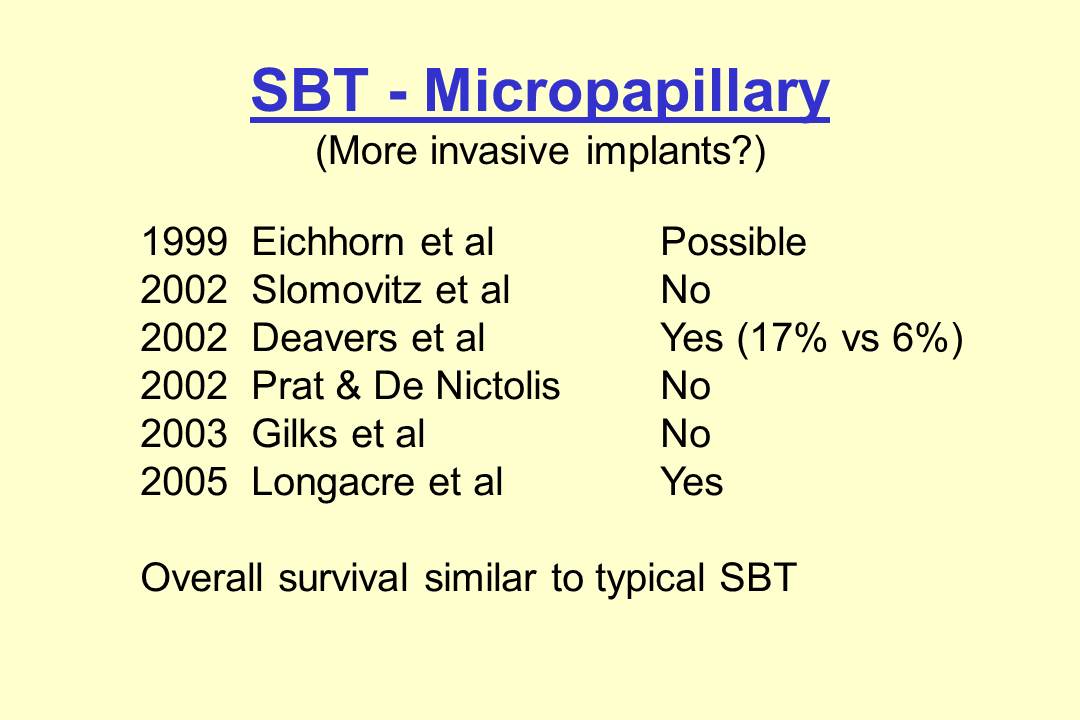 SBT - Micropapillary
(More invasive implants?)
1999 Eichhorn et al Possible
2002 Slomovitz et al No
2002 Deavers et al Yes (17% vs 6%)
2002 Prat & De Nictolis No
2003 Gilks et al No
2005 Longacre et al Yes
Overall survival similar to typical SBT